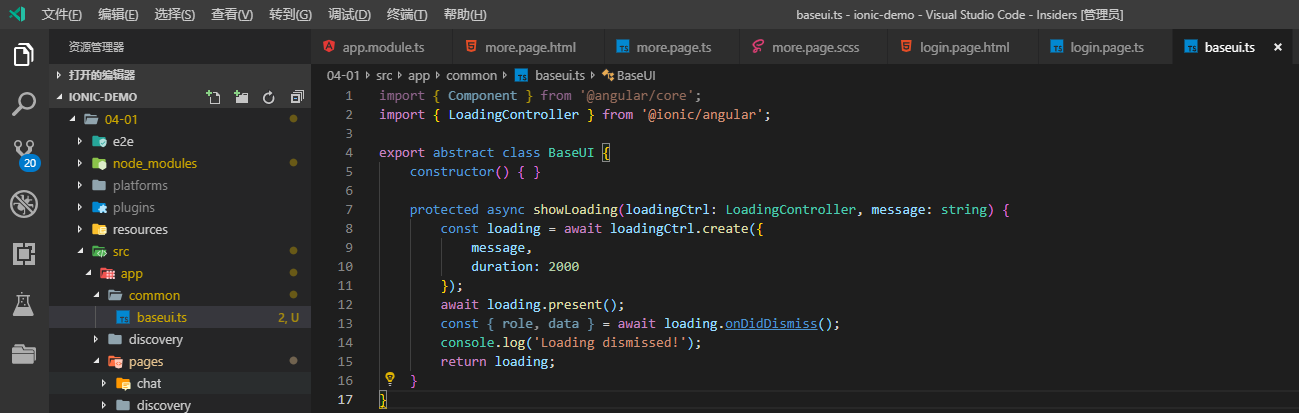 文件(F) 编辑(E) 选择(S) 查看(V) 转到(G) 调试(D) 终端(T) 帮助(H) baseui.ts - ionic-demo - Visual Studio Code - Insiders [管理员]
资源管理器 app.module.ts more.page.html more.page.ts more.page.scss login.page.html login.page.ts baseui.ts ×
打开的编辑器
IONIC-DEMO
04-01
e2e
node_modules
platforms
plugins
resources
src
app
common
baseui.ts 2, U
discovery
pages
chat
discovery
20
04-01 › src › app › common › TS baseui.ts › BaseUI
1 import { Component } from '@angular/core';
2 import { LoadingController } from '@ionic/angular';
3
4 export abstract class BaseUI {
5 constructor() { }
6
7 protected async showLoading(loadingCtrl: LoadingController, message: string) {
8 const loading = await loadingCtrl.create({
9 message,
10 duration: 2000
11 });
12 await loading.present();
13 const { role, data } = await loading.onDidDismiss();
14 console.log('Loading dismissed!');
15 return loading;
16 }
17 }